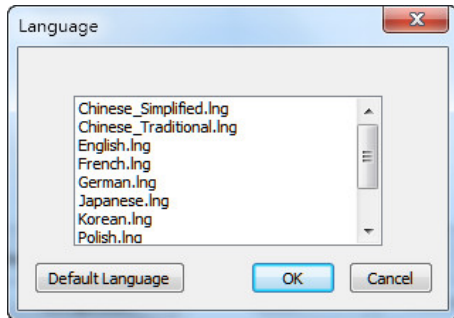 Language
Chinese_Simplified.lng
Chinese_Traditional.lng
English.lng
French.lng
German.lng
Japanese.lng
Korean.lng
Polish.lng
Default Language
OK
Cancel